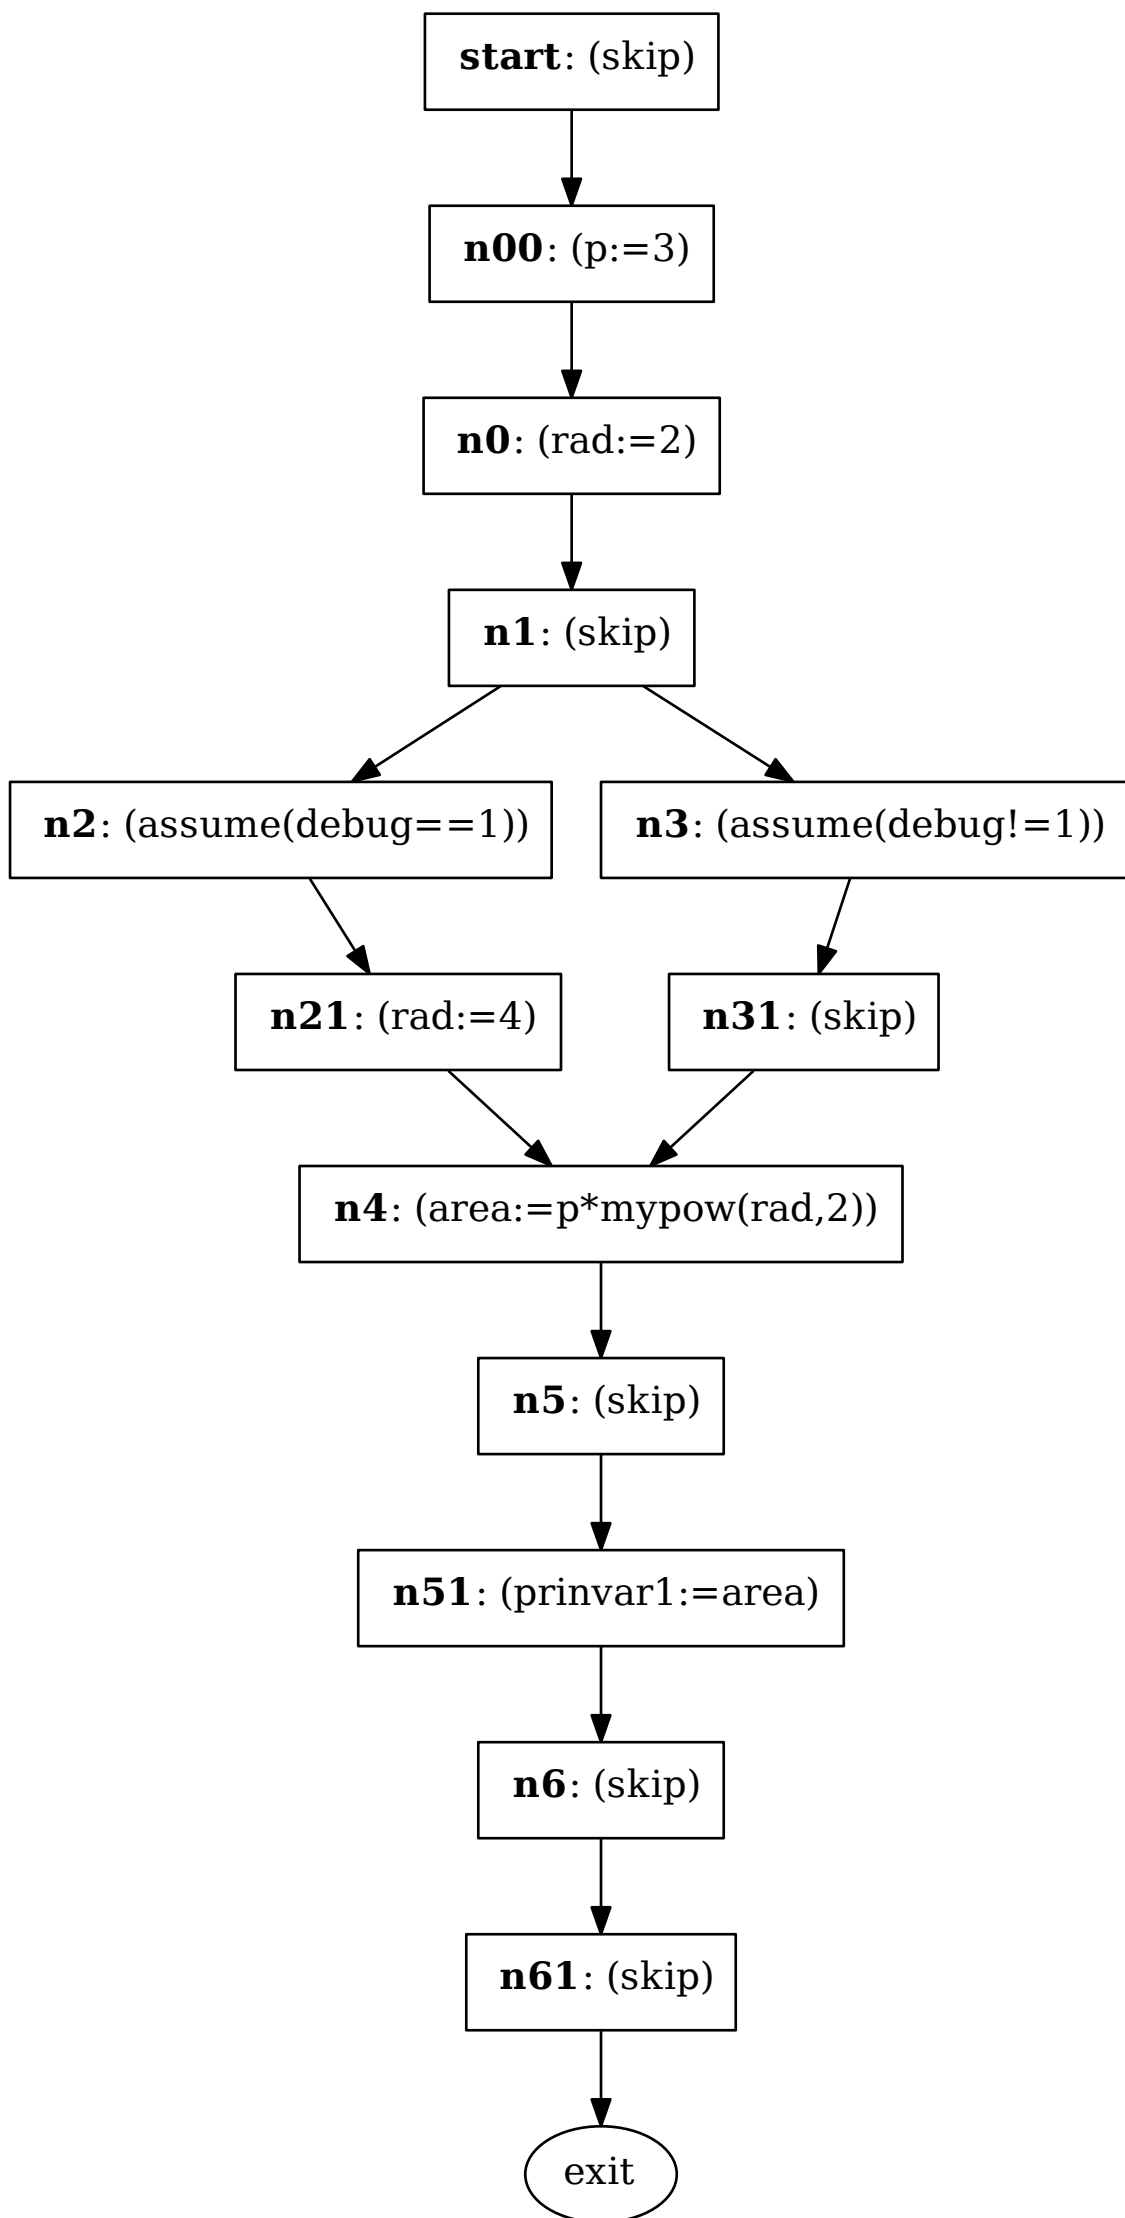 start: (skip)
n00: (p:=3)
n0: (rad:=2)
n1: (skip)
n2: (assume(debug==1))
n3: (assume(debug!=1))
n21: (rad:=4)
n31: (skip)
n4: (area:=p*mypow(rad,2))
n5: (skip)
n51: (prinvar1:=area)
n6: (skip)
n61: (skip)
exit